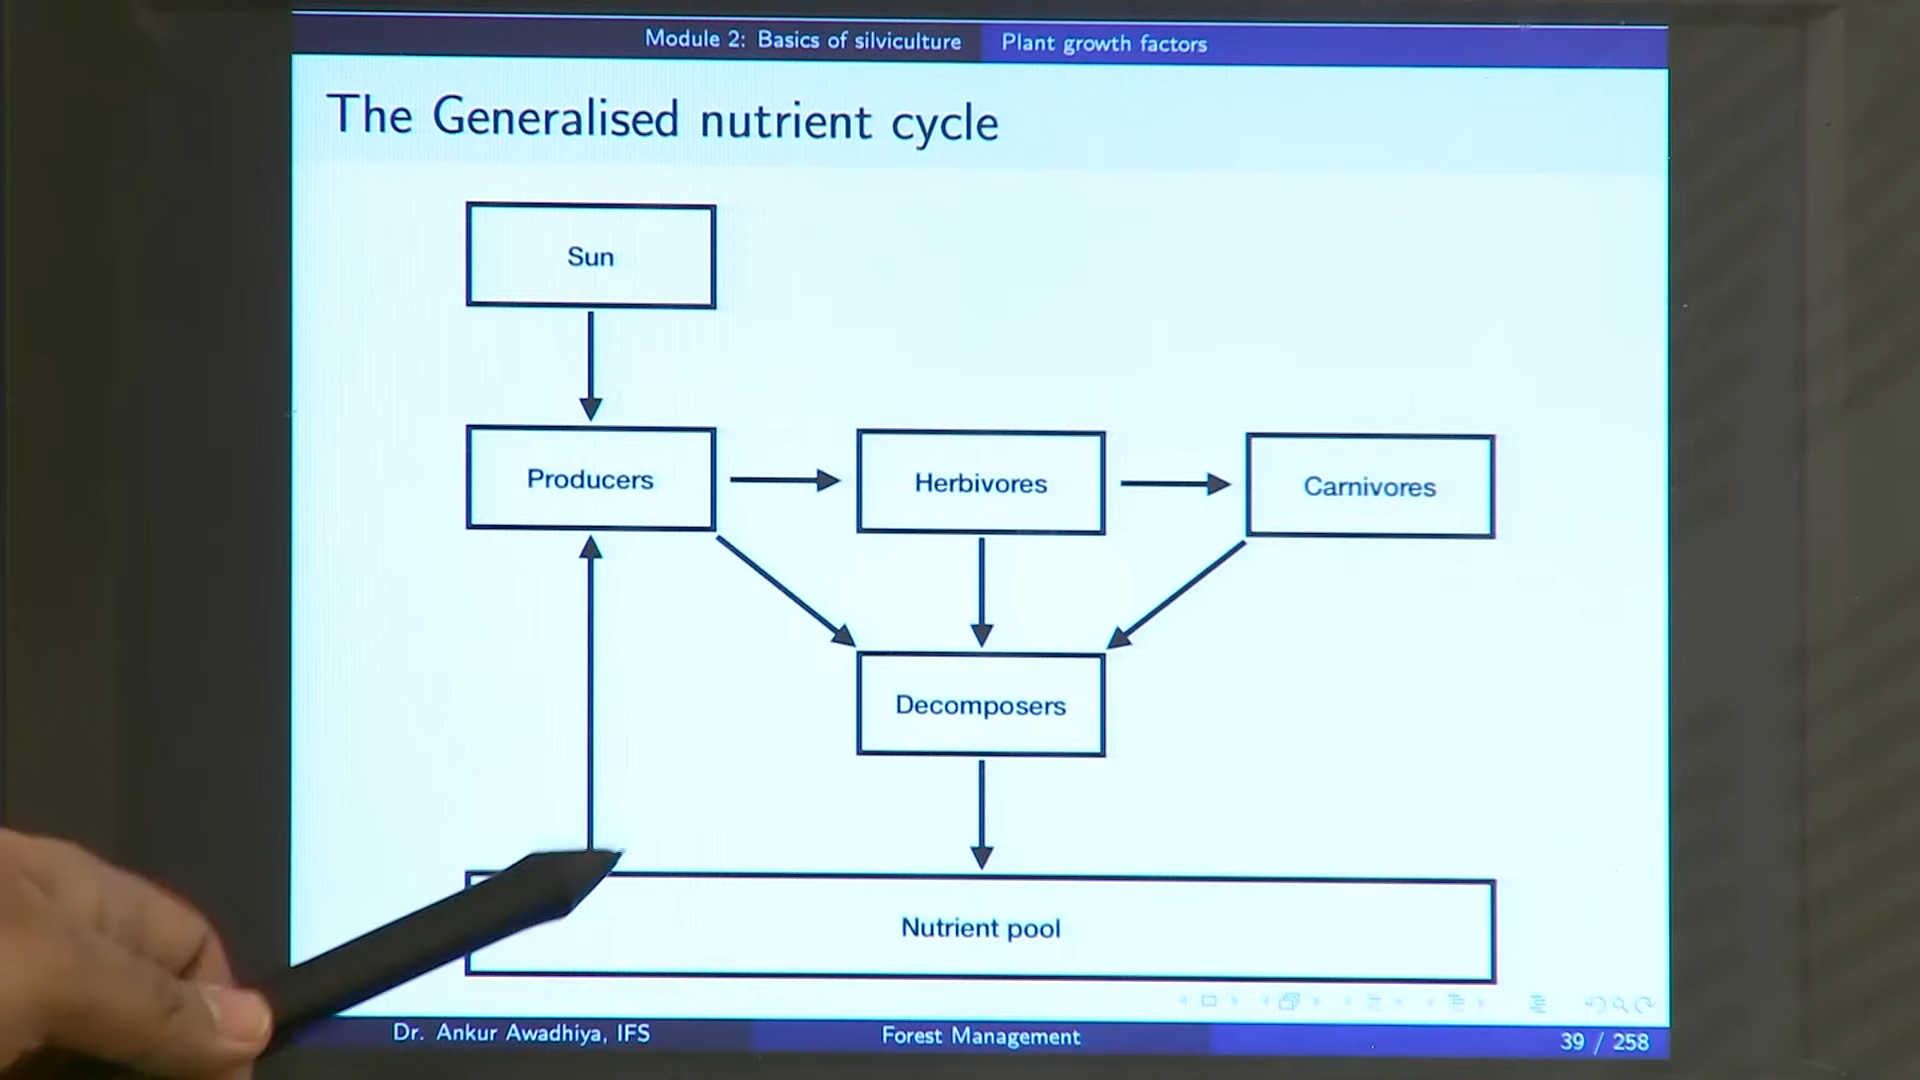 Module 2: Basics of silviculture Plant growth factors
The Generalised nutrient cycle
Sun
Producers
Herbivores
Carnivores
Decomposers
Nutrient pool
Dr. Ankur Awadhiya, IFS Forest Management 39 / 258